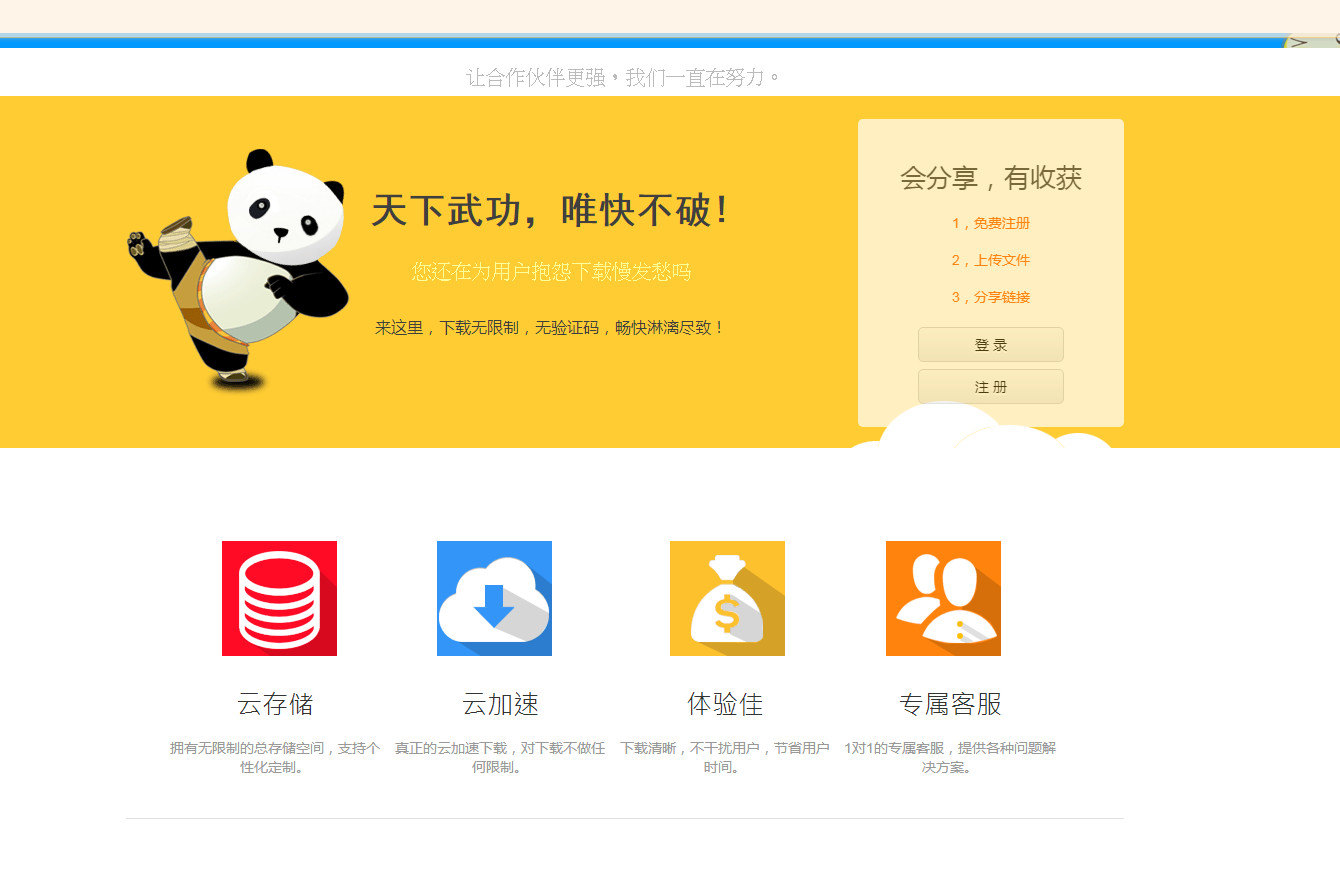 让合作伙伴更强。我们一直在努力。
天下武功，唯快不破！
您还在为用户抱怨下载慢发愁吗
来这里，下载无限制，无验证码，畅快淋漓尽致！
会分享，有收获
1，免费注册
2，上传文件
3，分享链接
登 录
注 册
云存储
拥有无限制的总存储空间，支持个
性化定制。
云加速
真正的云加速下载，对下载不做任
何限制。
体验佳
下载清晰，不干扰用户，节省用户
时间。
专属客服
1对1的专属客服，提供各种问题解
决方案。